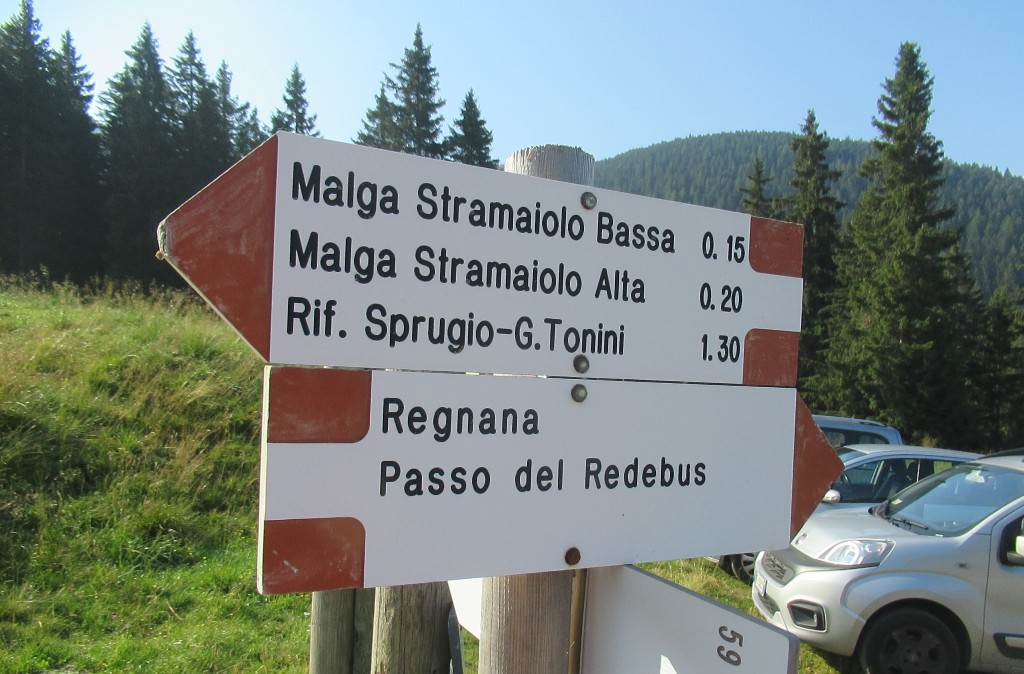 Malga Stramaiolo Bassa 0.15
Malga Stramaiolo Alta 0.20
Rif. Sprugio-G.Tonini 1.30
Regnana
Passo del Redebus
59